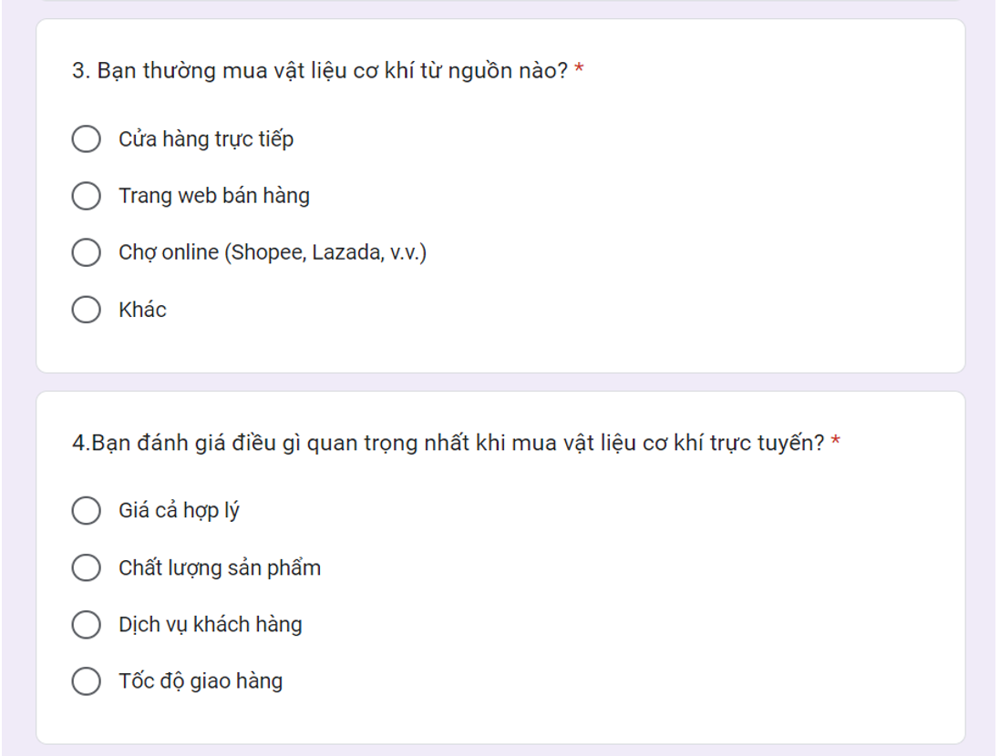 3. Bạn thường mua vật liệu cơ khí từ nguồn nào? *
Cửa hàng trực tiếp
Trang web bán hàng
Chợ online (Shopee, Lazada, v.v.)
Khác
4.Bạn đánh giá điều gì quan trọng nhất khi mua vật liệu cơ khí trực tuyến? *
Giá cả hợp lý
Chất lượng sản phẩm
Dịch vụ khách hàng
Tốc độ giao hàng